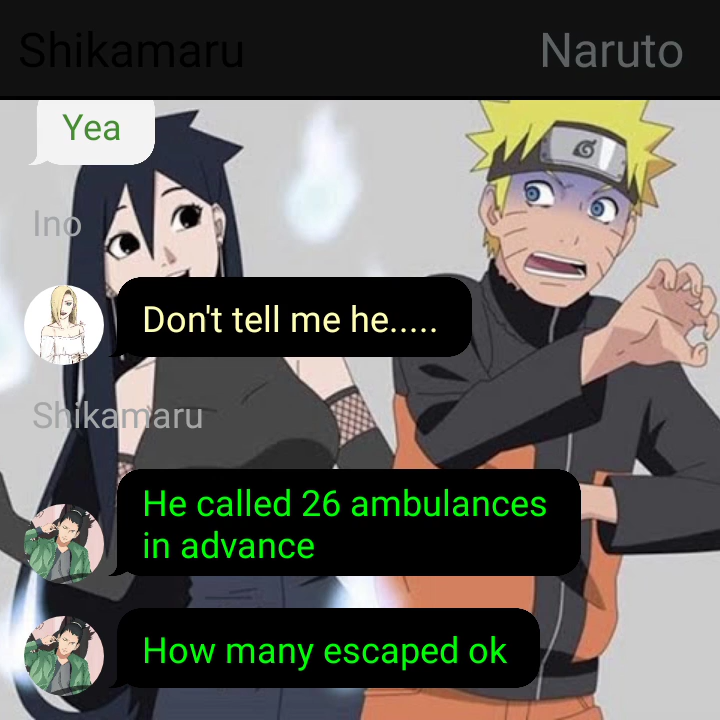 Shikamaru
Naruto
Yea
Ino
Don't tell me he.....
Shikamaru
He called 26 ambulances
in advance
How many escaped ok